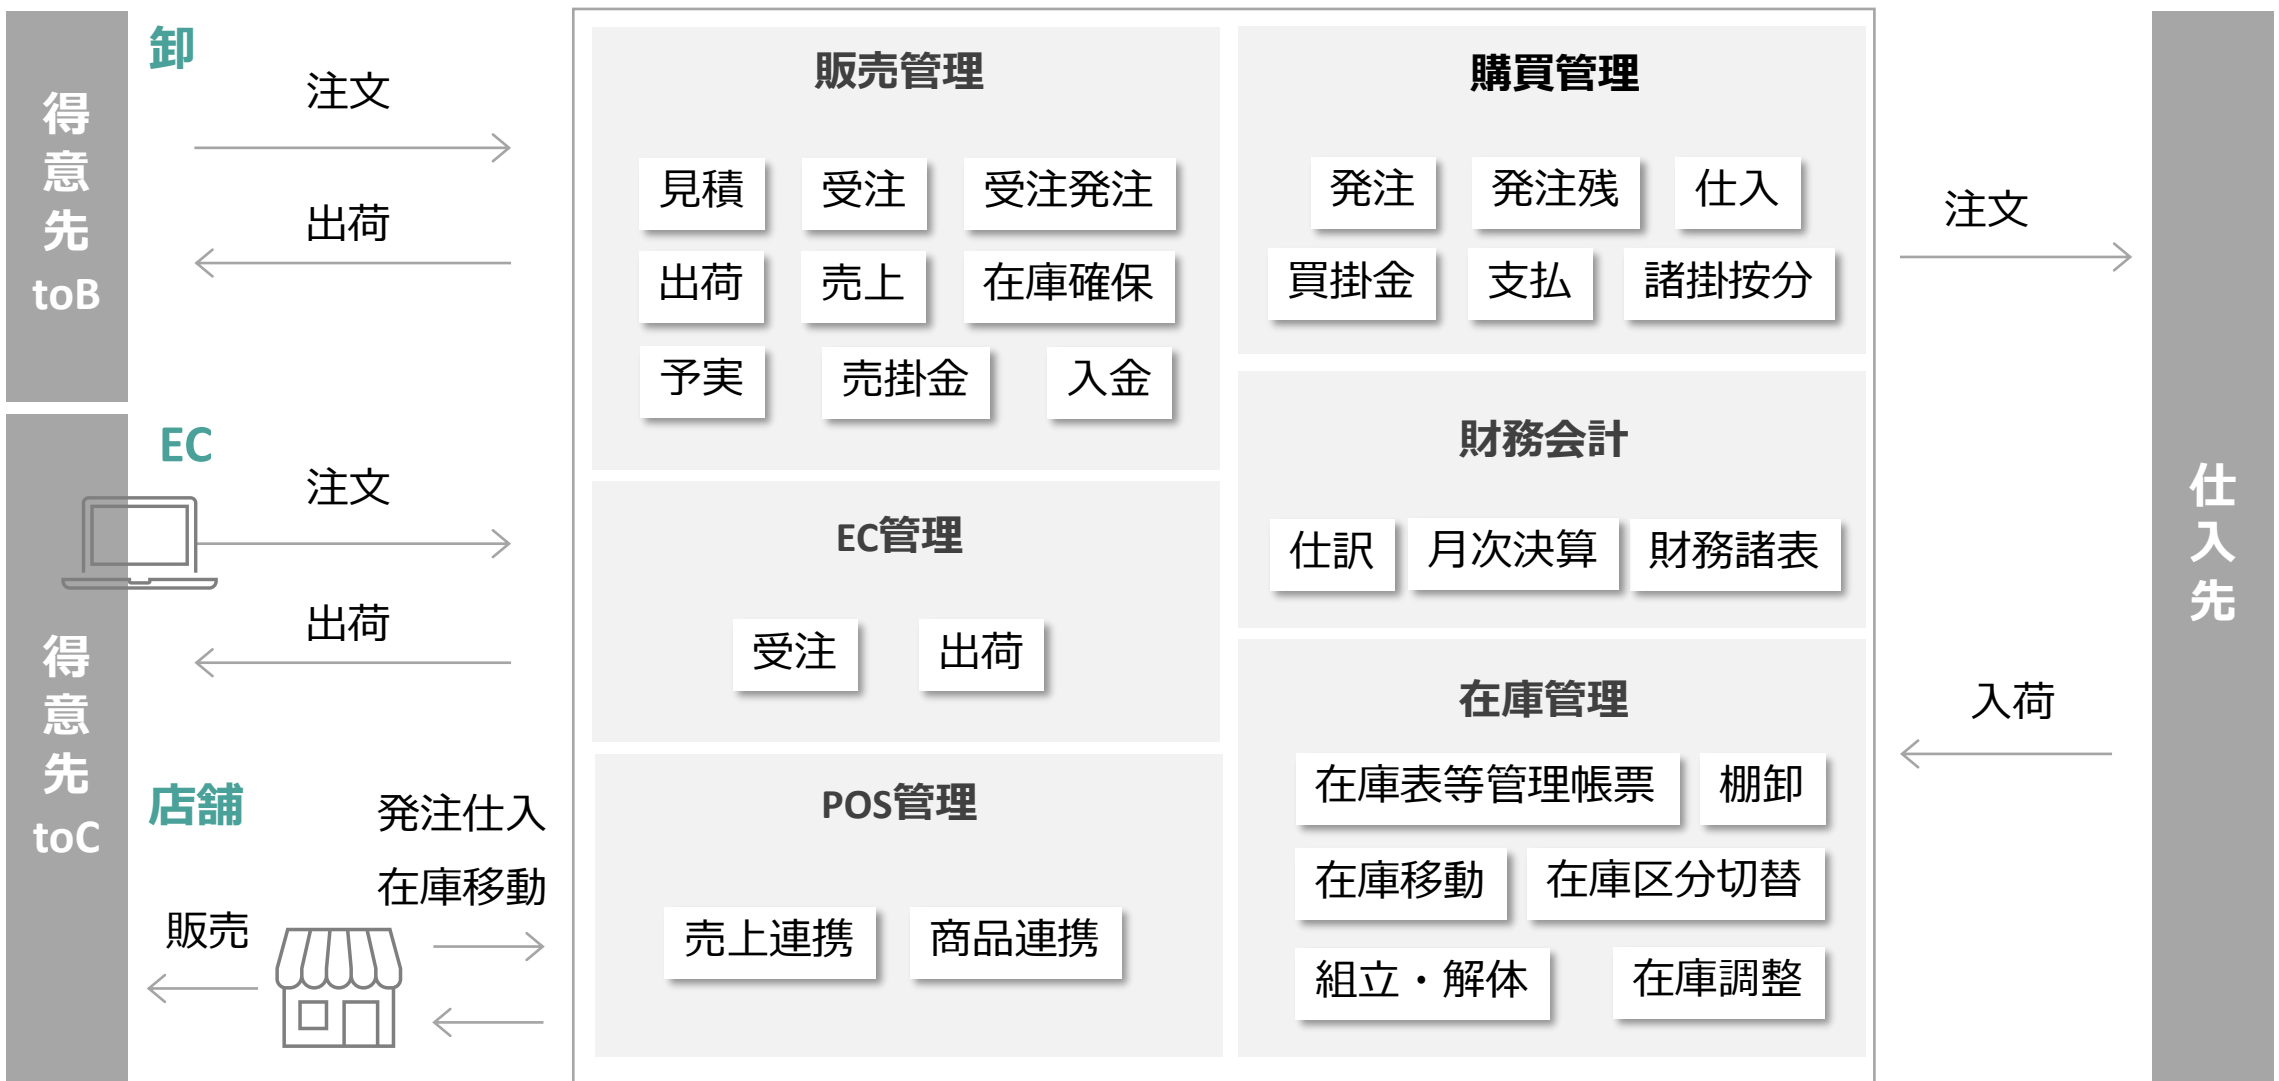 得意先
toB
卸
注文
出荷
得意先
toC
EC
注文
出荷
店舗
発注仕入
在庫移動
販売
販売管理
見積
受注
受注発注
出荷
売上
在庫確保
予実
売掛金
入金
EC管理
受注
出荷
POS管理
売上連携
商品連携
購買管理
発注
発注残
仕入
買掛金
支払
諸掛按分
財務会計
仕訳
月次決算
財務諸表
在庫管理
在庫表等管理帳票
棚卸
在庫移動
在庫区分切替
組立・解体
在庫調整
注文
入荷
仕入先